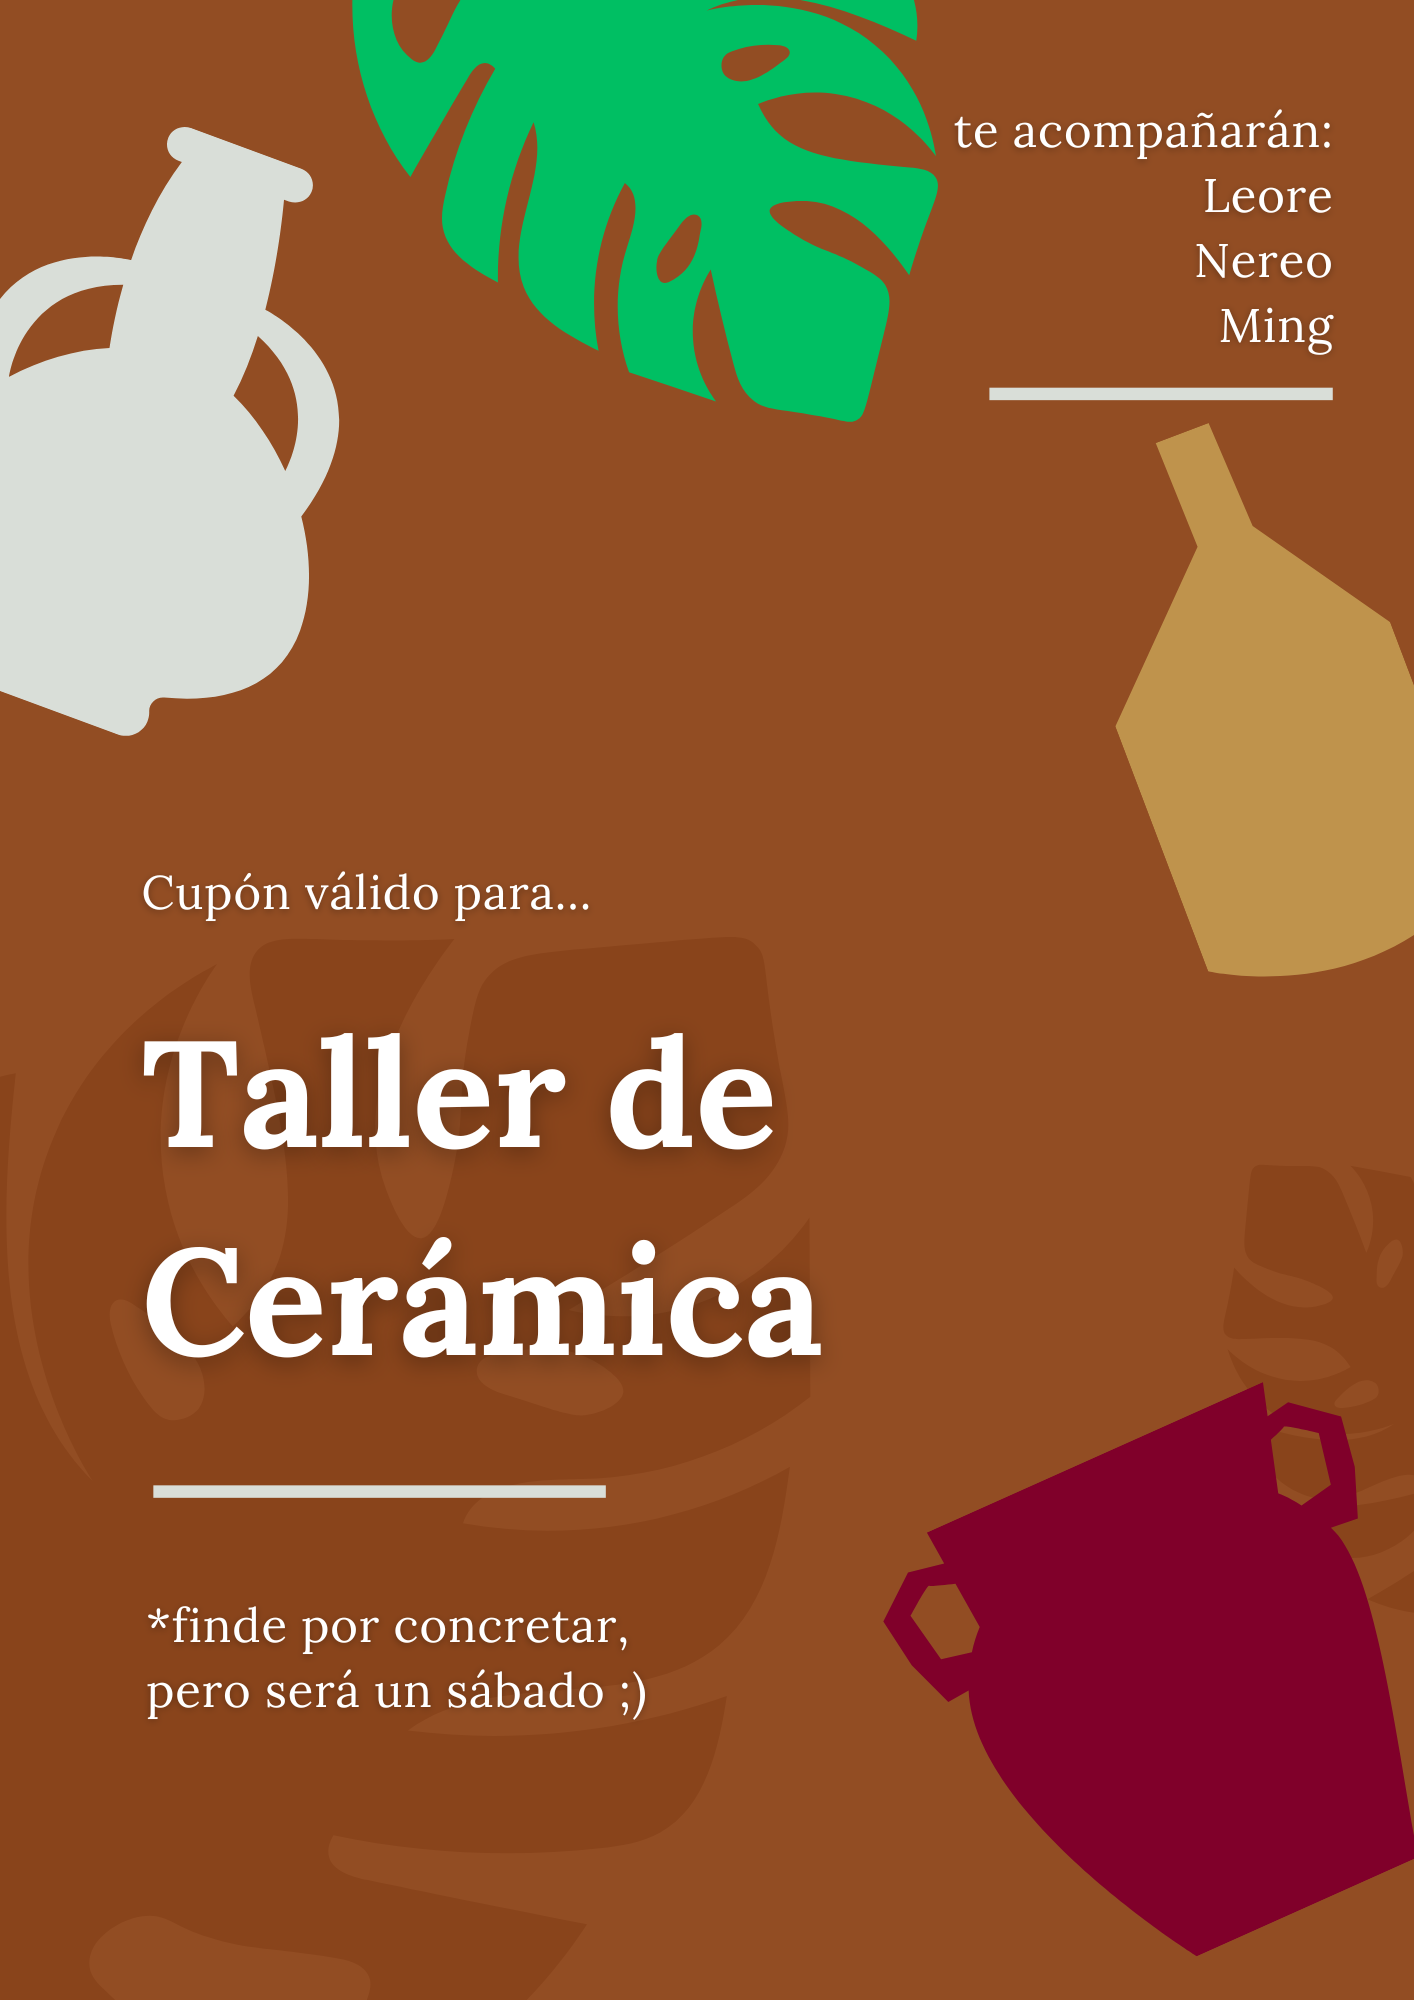 te acompañarán:
Leore
Nereo
Ming
Cupón válido para...
Taller de
Cerámica
*finde por concretar,
pero será un sábado ;)